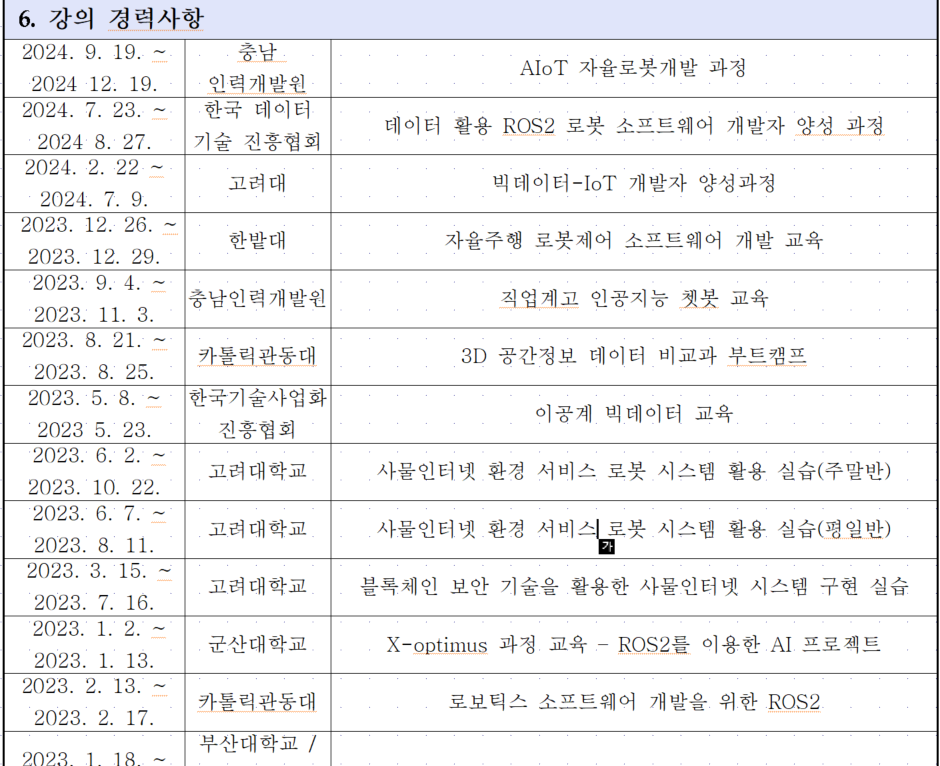 6. 강의 경력사항
2024. 9. 19. ~
2024 12. 19.
충남
인력개발원
AIoT 자율로봇개발 과정
2024. 7. 23. ~
2024 8. 27.
한국 데이터
기술 진흥협회
데이터 활용 ROS2 로봇 소프트웨어 개발자 양성 과정
2024. 2. 22 ~
2024. 7. 9.
고려대
빅데이터-IoT 개발자 양성과정
2023. 12. 26. ~
2023. 12. 29.
한밭대
자율주행 로봇제어 소프트웨어 개발 교육
2023. 9. 4. ~
2023. 11. 3.
충남인력개발원
직업계고 인공지능 쳇봇 교육
2023. 8. 21. ~
2023. 8. 25.
카톨릭관동대
3D 공간정보 데이터 비교과 부트캠프
2023. 5. 8. ~
2023 5. 23.
한국기술사업화
진흥협회
이공계 빅데이터 교육
2023. 6. 2. ~
2023. 10. 22.
고려대학교
사물인터넷 환경 서비스 로봇 시스템 활용 실습(주말반)
2023. 6. 7. ~
2023. 8. 11.
고려대학교
사물인터넷 환경 서비스 로봇 시스템 활용 실습(평일반)
가
2023. 3. 15. ~
2023. 7. 16.
고려대학교
블록체인 보안 기술을 활용한 사물인터넷 시스템 구현 실습
2023. 1. 2. ~
2023. 1. 13.
군산대학교
X-optimus 과정 교육 - ROS2를 이용한 AI 프로젝트
2023. 2. 13. ~
2023. 2. 17.
카톨릭관동대
로보틱스 소프트웨어 개발을 위한 ROS2
2023. 1. 18. ~
부산대학교 /